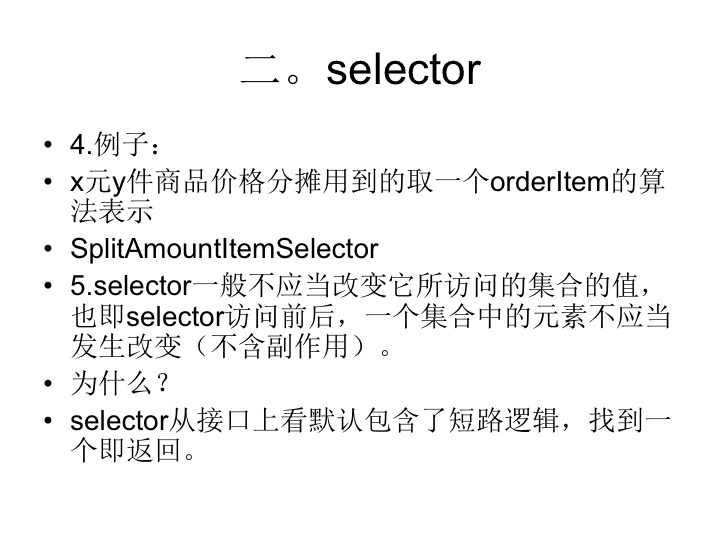 二。selector
• 4.例子：
• x元y件商品价格分摊用到的取一个orderItem的算
法表示
• SplitAmountItemSelector
• 5.selector一般不应当改变它所访问的集合的值，
也即selector访问前后，一个集合中的元素不应当
发生改变（不含副作用）。
• 为什么？
• selector从接口上看默认包含了短路逻辑，找到一
个即返回。